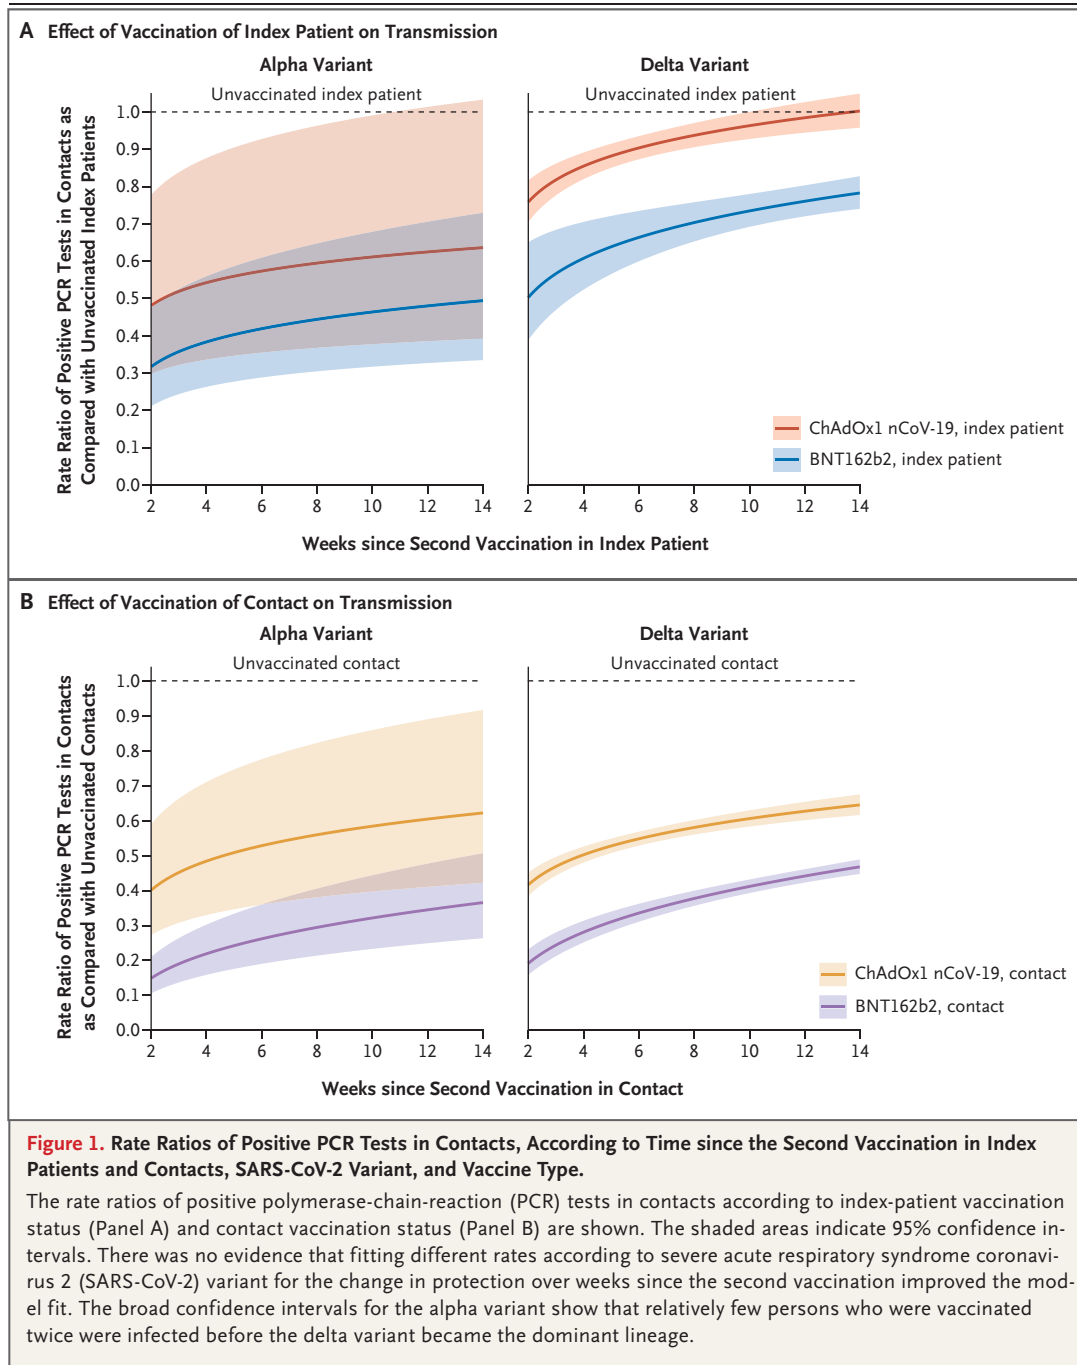 A Effect of Vaccination of Index Patient on Transmission
Alpha Variant
Delta Variant
Unvaccinated index patient
Unvaccinated index patient
Rate Ratio of Positive PCR Tests in Contacts as
Compared with Unvaccinated Index Patients
1.0
0.9
0.8
0.7
0.6
0.5
0.4
0.3
0.2
0.1
0.0
2 4 6 8 10 12 14
2 4 6 8 10 12 14
ChAdOx1 nCoV-19, index patient
BNT162b2, index patient
Weeks since Second Vaccination in Index Patient
B Effect of Vaccination of Contact on Transmission
Alpha Variant
Delta Variant
Unvaccinated contact
Unvaccinated contact
Rate Ratio of Positive PCR Tests in Contacts
as Compared with Unvaccinated Contacts
1.0
0.9
0.8
0.7
0.6
0.5
0.4
0.3
0.2
0.1
0.0
2 4 6 8 10 12 14
2 4 6 8 10 12 14
ChAdOx1 nCoV-19, contact
BNT162b2, contact
Weeks since Second Vaccination in Contact
Figure 1. Rate Ratios of Positive PCR Tests in Contacts, According to Time since the Second Vaccination in Index
Patients and Contacts, SARS-CoV-2 Variant, and Vaccine Type.
The rate ratios of positive polymerase-chain-reaction (PCR) tests in contacts according to index-patient vaccination
status (Panel A) and contact vaccination status (Panel B) are shown. The shaded areas indicate 95% confidence in-
tervals. There was no evidence that fitting different rates according to severe acute respiratory syndrome coronavi-
rus 2 (SARS-CoV-2) variant for the change in protection over weeks since the second vaccination improved the mod-
el fit. The broad confidence intervals for the alpha variant show that relatively few persons who were vaccinated
twice were infected before the delta variant became the dominant lineage.